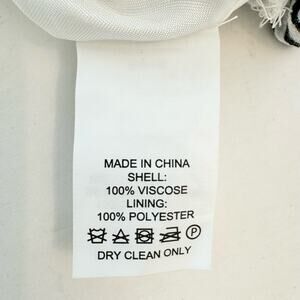 MADE IN CHINA
SHELL:
100% VISCOSE
LINING:
100% POLYESTER
P
DRY CLEAN ONLY